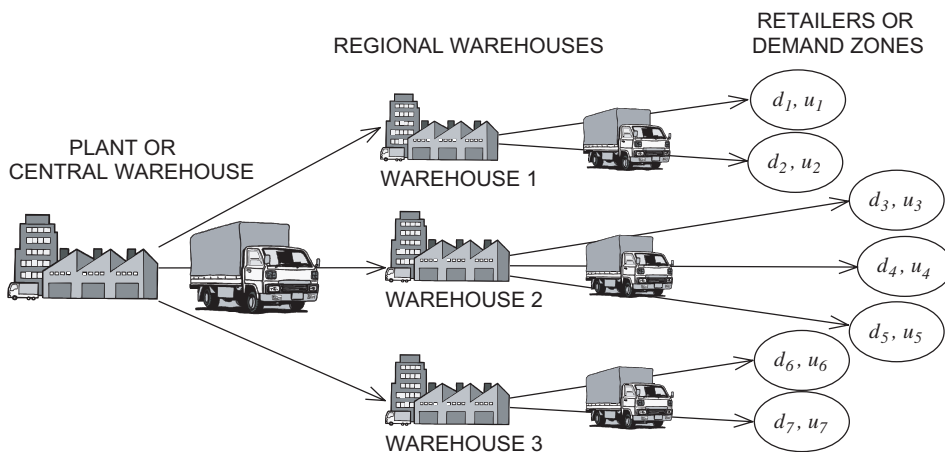 RETAILERS OR
DEMAND ZONES
REGIONAL WAREHOUSES
PLANT OR
CENTRAL WAREHOUSE
WAREHOUSE 1
WAREHOUSE 2
WAREHOUSE 3
d1, u1
d2, u2
d3, u3
d4, u4
d5, u5
d6, u6
d7, u7